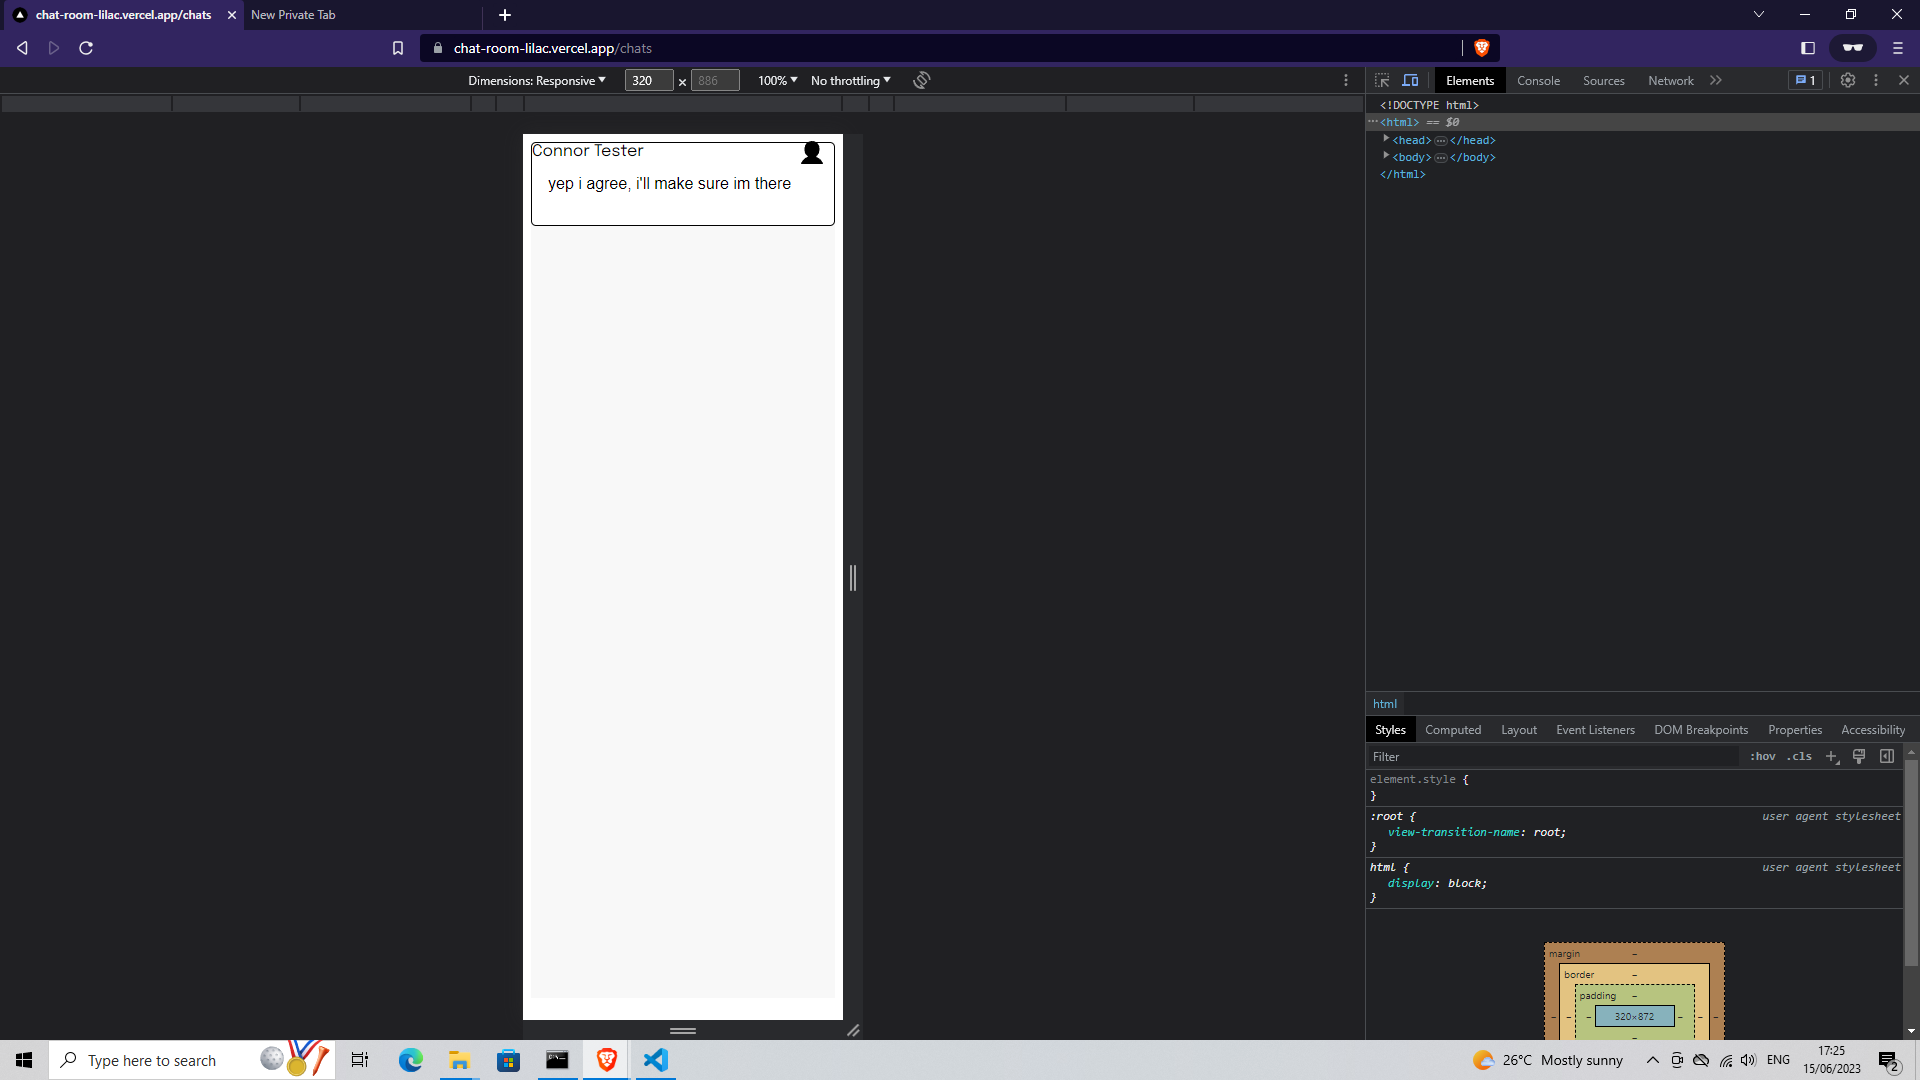 chat-room-lilac.vercel.app/chats
New Private Tab
chat-room-lilac.vercel.app/chats
Dimensions: Responsive 320 × 886 100% No throttling
Elements Console Sources Network 1
Connor Tester
yep i agree, i'll make sure im there
<!DOCTYPE html>
<html> == $0
<head> … </head>
<body> … </body>
</html>
html
Styles Computed Layout Event Listeners DOM Breakpoints Properties Accessibility
Filter :hov .cls
element.style {
}
:root { user agent stylesheet
view-transition-name: root;
}
html { user agent stylesheet
display: block;
}
margin –
border –
padding –
– – – 320×872 – – –
–
Type here to search
26°C Mostly sunny ENG
17:25
15/06/2023
2